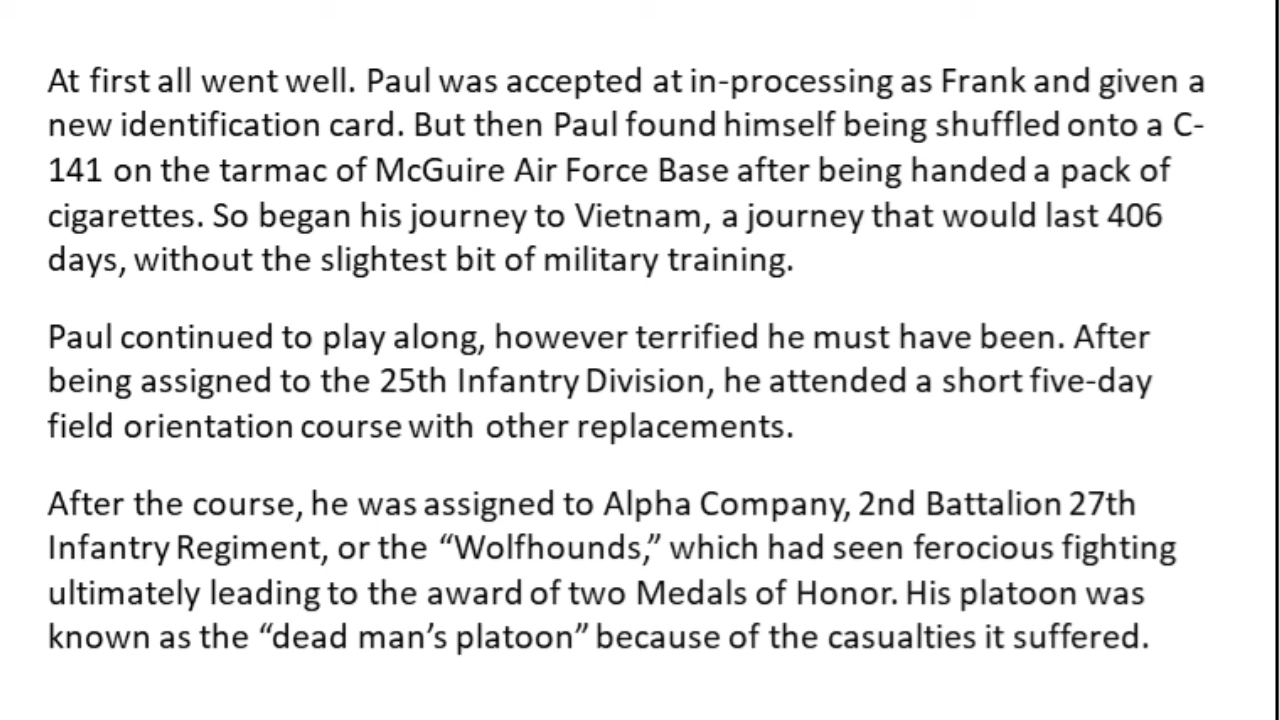 At first all went well. Paul was accepted at in-processing as Frank and given a
new identification card. But then Paul found himself being shuffled onto a C-
141 on the tarmac of McGuire Air Force Base after being handed a pack of
cigarettes. So began his journey to Vietnam, a journey that would last 406
days, without the slightest bit of military training.
Paul continued to play along, however terrified he must have been. After
being assigned to the 25th Infantry Division, he attended a short five-day
field orientation course with other replacements.
After the course, he was assigned to Alpha Company, 2nd Battalion 27th
Infantry Regiment, or the “Wolfhounds,” which had seen ferocious fighting
ultimately leading to the award of two Medals of Honor. His platoon was
known as the “dead man’s platoon” because of the casualties it suffered.